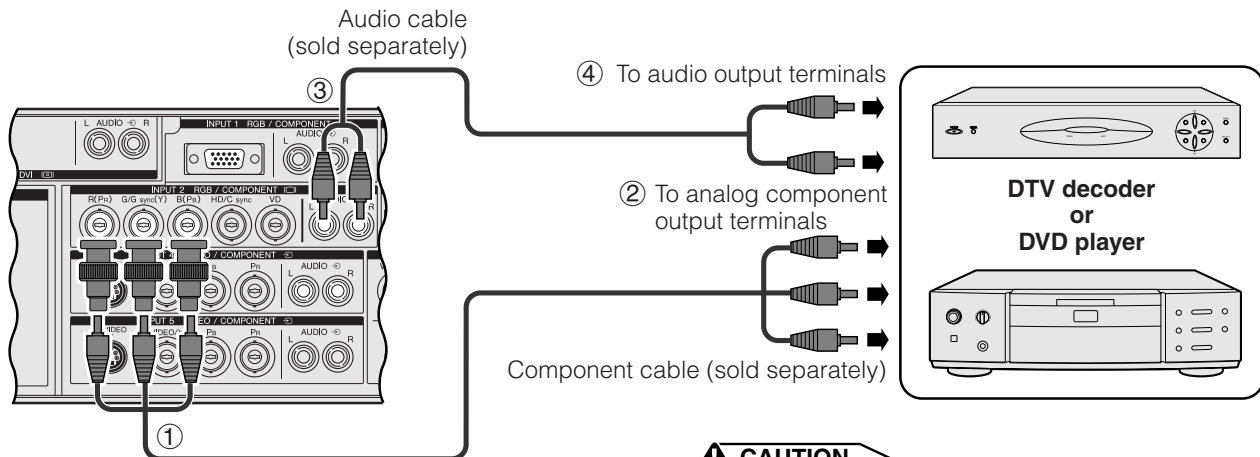 Audio cable
(sold separately)
③
④ To audio output terminals
L AUDIO R
INPUT 1 RGB / COMPONENT
L AUDIO R
DVI
INPUT 2 RGB / COMPONENT
R(PR) G/G sync(Y) B(PB) HD/C sync VD
L R
② To analog component
output terminals
DTV decoder
or
DVD player
/ COMPONENT
PR
L AUDIO R
5 / COMPONENT
PB PR
L AUDIO R
Component cable (sold separately)
①
CAUTION